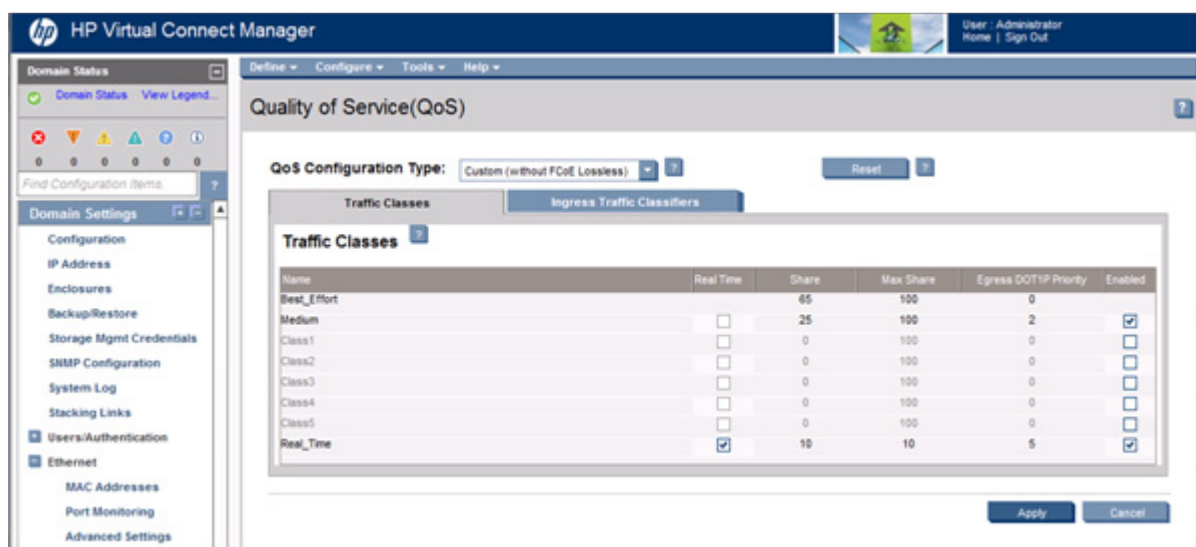 hp HP Virtual Connect Manager
User : Administrator
Home | Sign Out
Domain Status
Domain Status View Legend...
0 0 0 0 0 0
Find Configuration Items ?
Domain Settings
Configuration
IP Address
Enclosures
Backup/Restore
Storage Mgmt Credentials
SNMP Configuration
System Log
Stacking Links
Users/Authentication
Ethernet
MAC Addresses
Port Monitoring
Advanced Settings
Define Configure Tools Help
Quality of Service(QoS) ?
QoS Configuration Type: Custom (without FCoE Lossless) ? Reset ?
Traffic Classes Ingress Traffic Classifiers
Traffic Classes ?
Name Real Time Share Max Share Egress DOT1P Priority Enabled
Best_Effort 65 100 0
Medium 25 100 2
Class1 0 100 0
Class2 0 100 0
Class3 0 100 0
Class4 0 100 0
Class5 0 100 0
Real_Time 10 10 5
Apply Cancel